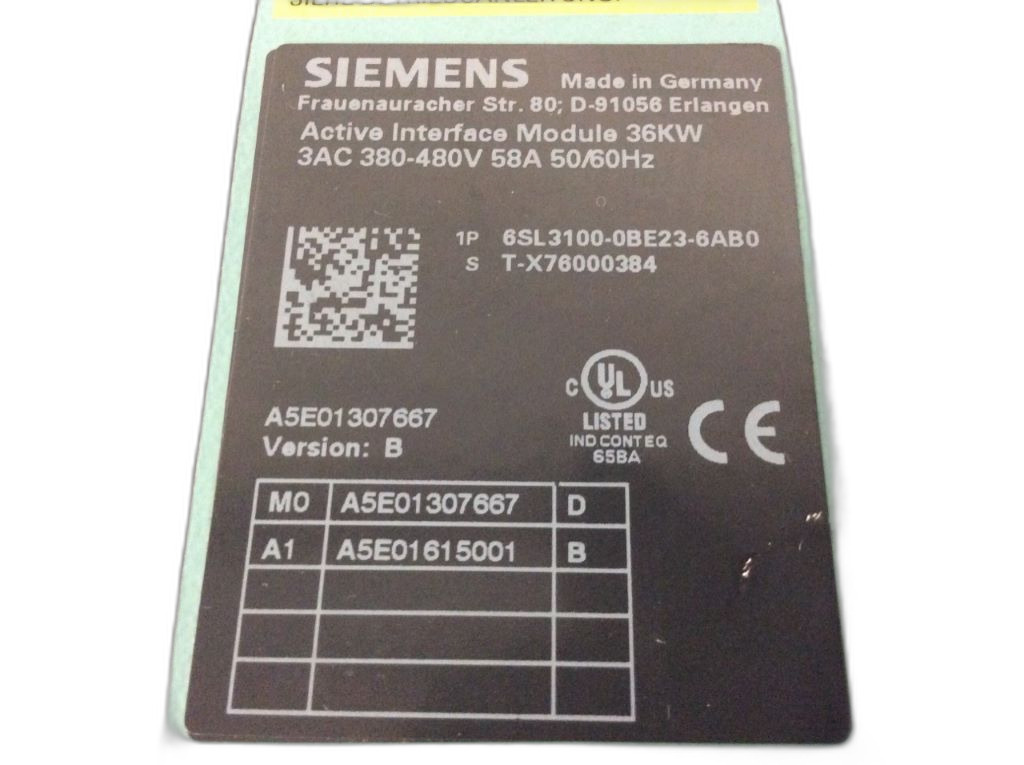 SIEMENS Made in Germany
Frauenauracher Str. 80; D-91056 Erlangen
Active Interface Module 36KW
3AC 380-480V 58A 50/60Hz
1P 6SL3100-0BE23-6AB0
S T-X76000384
C UL US
LISTED
IND CONT EQ
65BA
CE
A5E01307667
Version: B
M0 A5E01307667 D
A1 A5E01615001 B